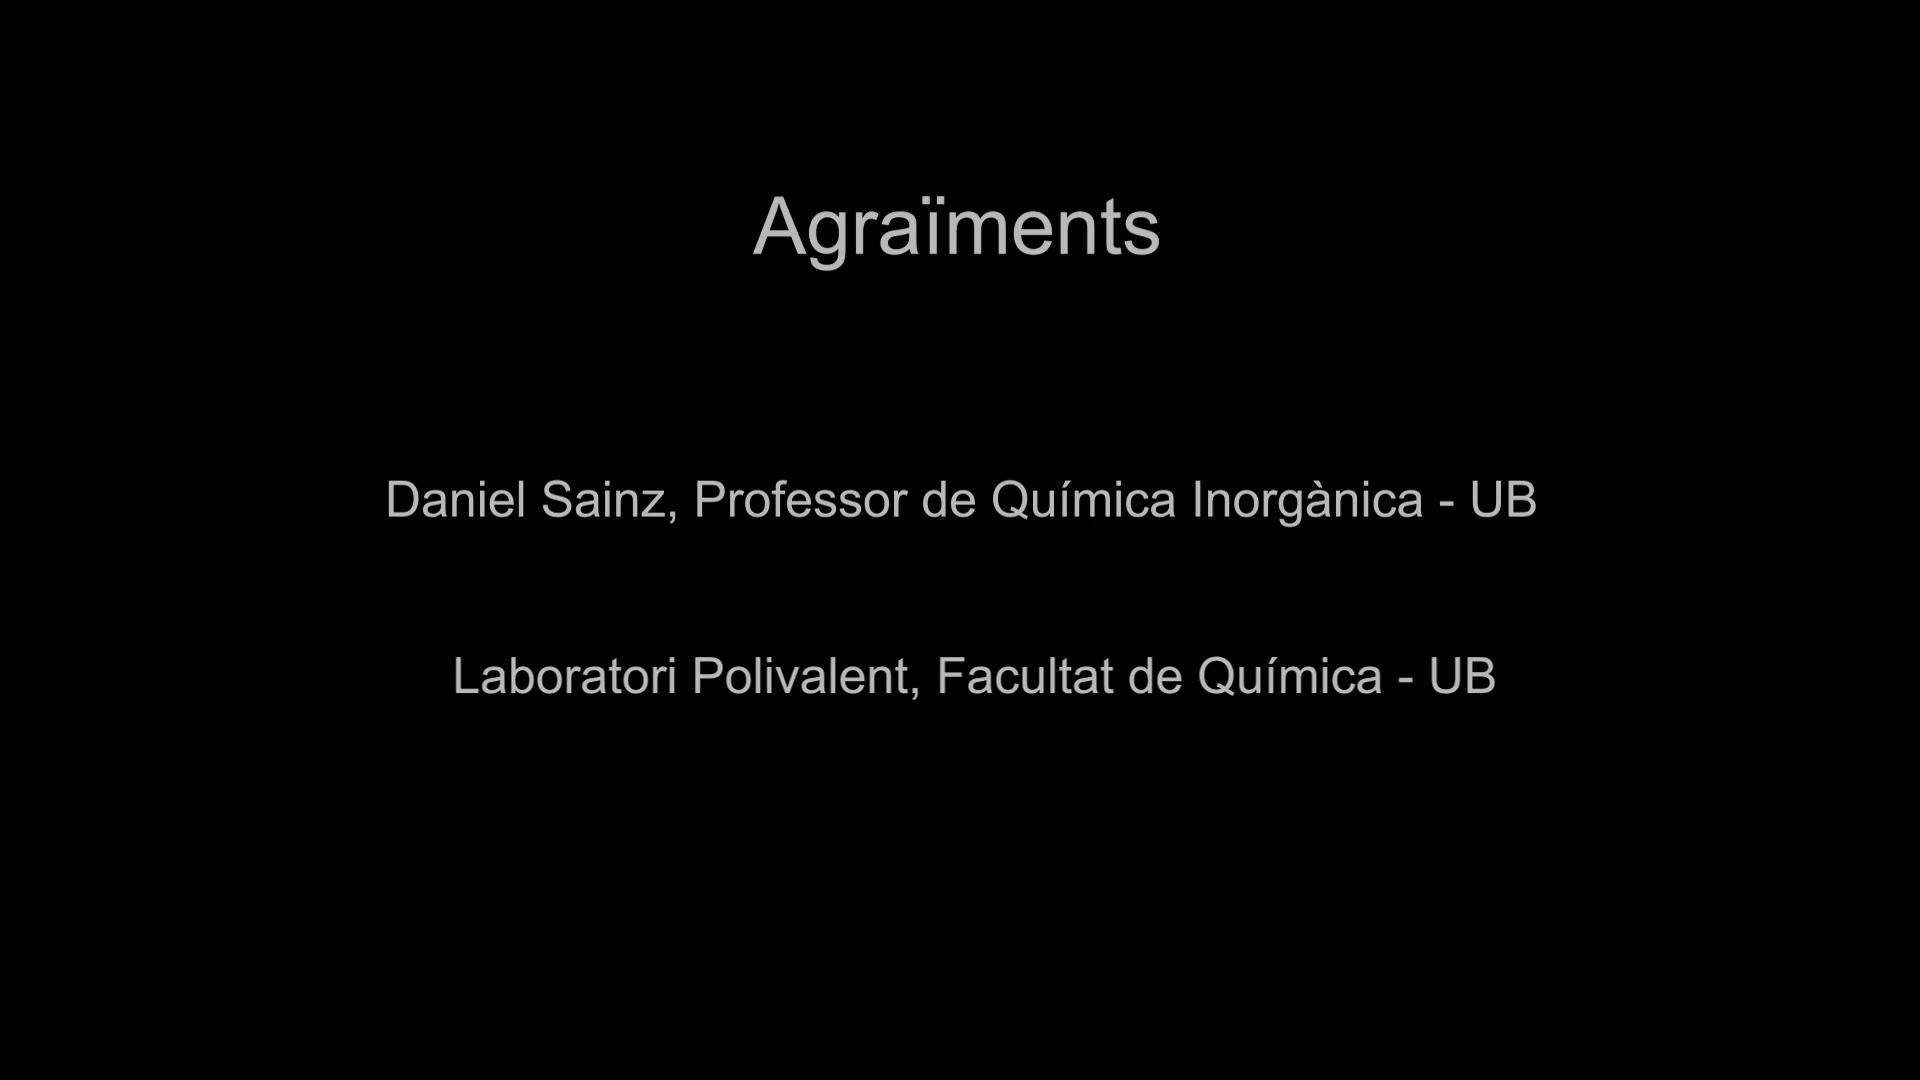 Agraïments
Daniel Sainz, Professor de Química Inorgànica - UB
Laboratori Polivalent, Facultat de Química - UB